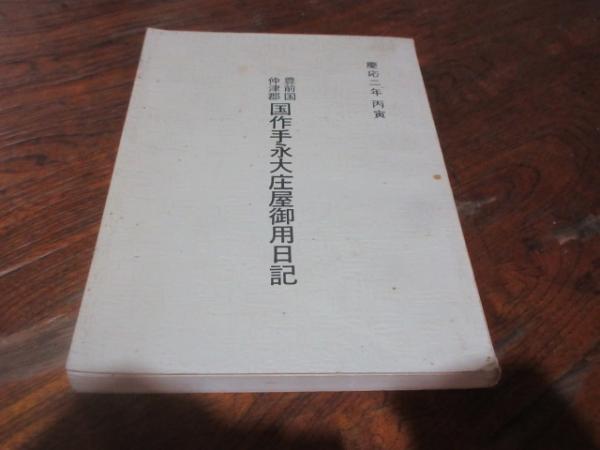 慶応二年丙寅
豊前国
仲津郡
国作手永大庄屋御用日記